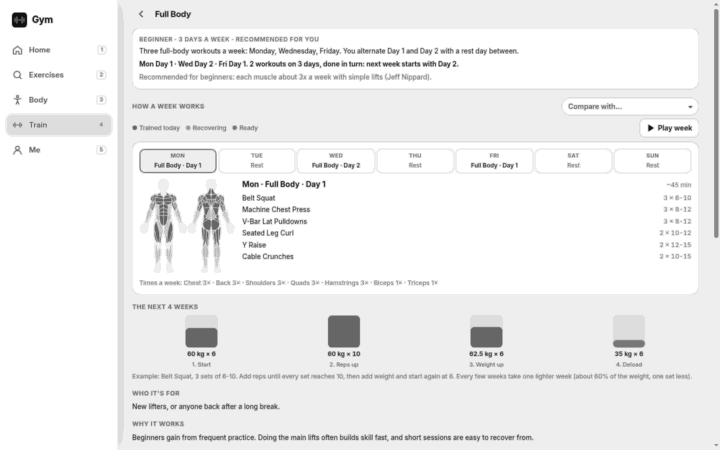 Gym
Home 1
Exercises 2
Body 3
Train 4
Me 5
Full Body
BEGINNER · 3 DAYS A WEEK · RECOMMENDED FOR YOU
Three full-body workouts a week: Monday, Wednesday, Friday. You alternate Day 1 and Day 2 with a rest day between.
Mon Day 1 · Wed Day 2 · Fri Day 1. 2 workouts on 3 days, done in turn: next week starts with Day 2.
Recommended for beginners: each muscle about 3x a week with simple lifts (Jeff Nippard).
HOW A WEEK WORKS
Compare with...
Trained today Recovering Ready
Play week
MON TUE WED THU FRI SAT SUN
Full Body · Day 1 Rest Full Body · Day 2 Rest Full Body · Day 1 Rest Rest
Mon · Full Body · Day 1 ~45 min
Belt Squat 3 × 6-10
Machine Chest Press 3 × 8-12
V-Bar Lat Pulldowns 3 × 8-12
Seated Leg Curl 2 × 10-12
Y Raise 2 × 12-15
Cable Crunches 2 × 10-15
Times a week: Chest 3× · Back 3× · Shoulders 3× · Quads 3× · Hamstrings 3× · Biceps 1× · Triceps 1×
THE NEXT 4 WEEKS
60 kg × 6 60 kg × 10 62.5 kg × 6 35 kg × 6
1. Start 2. Reps up 3. Weight up 4. Deload
Example: Belt Squat, 3 sets of 6-10. Add reps until every set reaches 10, then add weight and start again at 6. Every few weeks take one lighter week (about 60% of the weight, one set less).
WHO IT'S FOR
New lifters, or anyone back after a long break.
WHY IT WORKS
Beginners gain from frequent practice. Doing the main lifts often builds skill fast, and short sessions are easy to recover from.